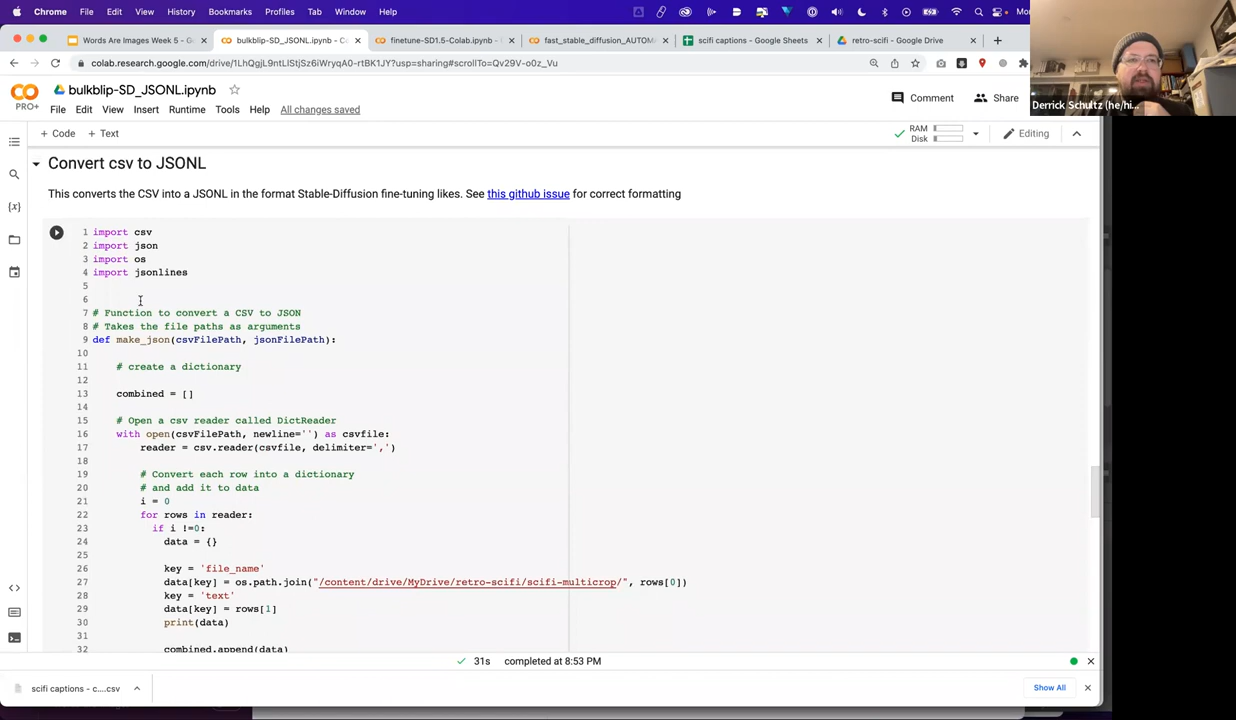 Chrome File Edit View History Bookmarks Profiles Tab Window Help Mon
Words Are Images Week 5 - G
bulkblip-SD_JSONL.ipynb - C
finetune-SD1.5-Colab.ipynb -
fast_stable_diffusion_AUTOMA
scifi captions - Google Sheets
retro-scifi - Google Drive
colab.research.google.com/drive/1LhQgjL9ntLIStjSz6iWryqA0-rtBK1JY?usp=sharing#scrollTo=Qv29V-o0z_Vu
Derrick Schultz (he/hi...
PRO+
bulkblip-SD_JSONL.ipynb
File Edit View Insert Runtime Tools Help All changes saved
Comment Share
+ Code + Text
RAM
Disk
Editing
Convert csv to JSONL
This converts the CSV into a JSONL in the format Stable-Diffusion fine-tuning likes. See this github issue for correct formatting
1 import csv
2 import json
3 import os
4 import jsonlines
5
6
7 # Function to convert a CSV to JSON
8 # Takes the file paths as arguments
9 def make_json(csvFilePath, jsonFilePath):
10
11 # create a dictionary
12
13 combined = []
14
15 # Open a csv reader called DictReader
16 with open(csvFilePath, newline='') as csvfile:
17 reader = csv.reader(csvfile, delimiter=',')
18
19 # Convert each row into a dictionary
20 # and add it to data
21 i = 0
22 for rows in reader:
23 if i !=0:
24 data = {}
25
26 key = 'file_name'
27 data[key] = os.path.join("/content/drive/MyDrive/retro-scifi/scifi-multicrop/", rows[0])
28 key = 'text'
29 data[key] = rows[1]
30 print(data)
31
32 combined.append(data)
31s completed at 8:53 PM
scifi captions - c....csv
Show All